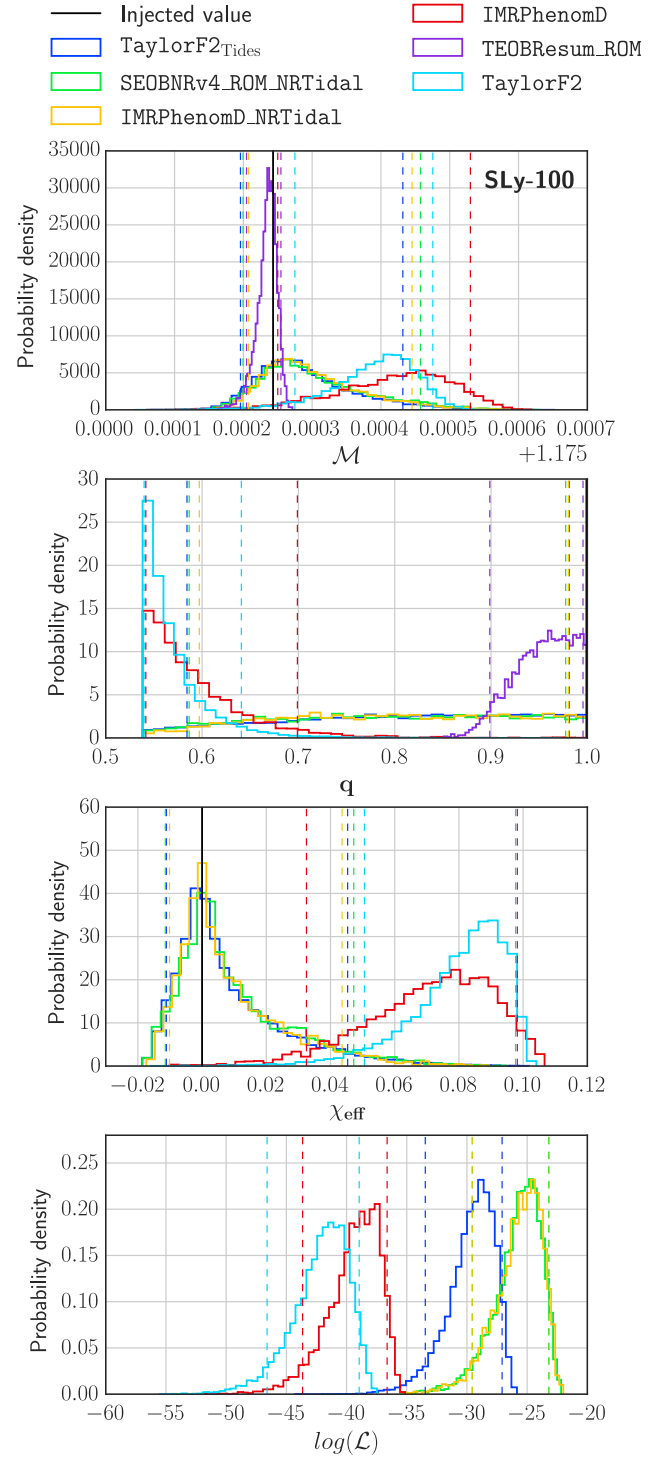 Injected value
TaylorF2Tides
SEOBNRv4_ROM_NRTidal
IMRPhenomD_NRTidal
IMRPhenomD
TEOBResum_ROM
TaylorF2
SLy-100
Probability density
35000
30000
25000
20000
15000
10000
5000
0
0.0000 0.0001 0.0002 0.0003 0.0004 0.0005 0.0006 0.0007
ℳ
+1.175
Probability density
30
25
20
15
10
5
0
0.5 0.6 0.7 0.8 0.9 1.0
q
Probability density
60
50
40
30
20
10
0
−0.02 0.00 0.02 0.04 0.06 0.08 0.10 0.12
χeff
Probability density
0.25
0.20
0.15
0.10
0.05
0.00
−60 −55 −50 −45 −40 −35 −30 −25 −20
log(ℒ)